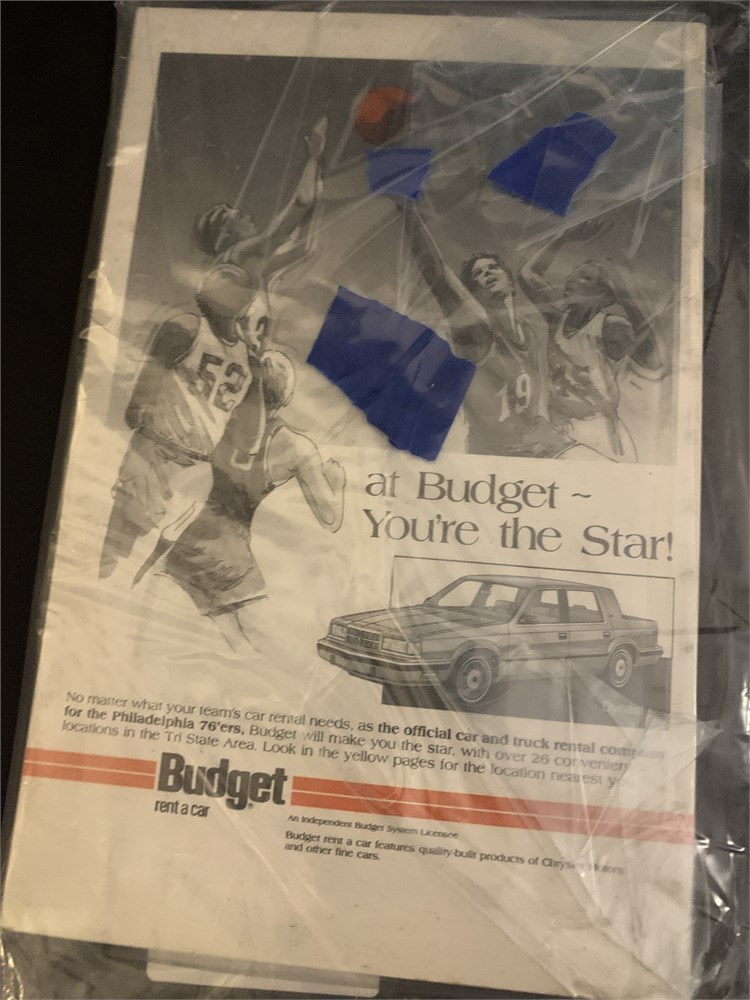 52
19
at Budget ~
You're the Star!
No matter what your team's car rental needs, as the official car and truck rental
for the Philadelphia 76'ers, Budget will make you the star, with over 26 convenient
locations in the Tri State Area. Look in the yellow pages for the location nearest
Budget
rent a car
An Independent Budget System Licensee
Budget rent a car features quality-built products of Chrysler Motors
and other fine cars.